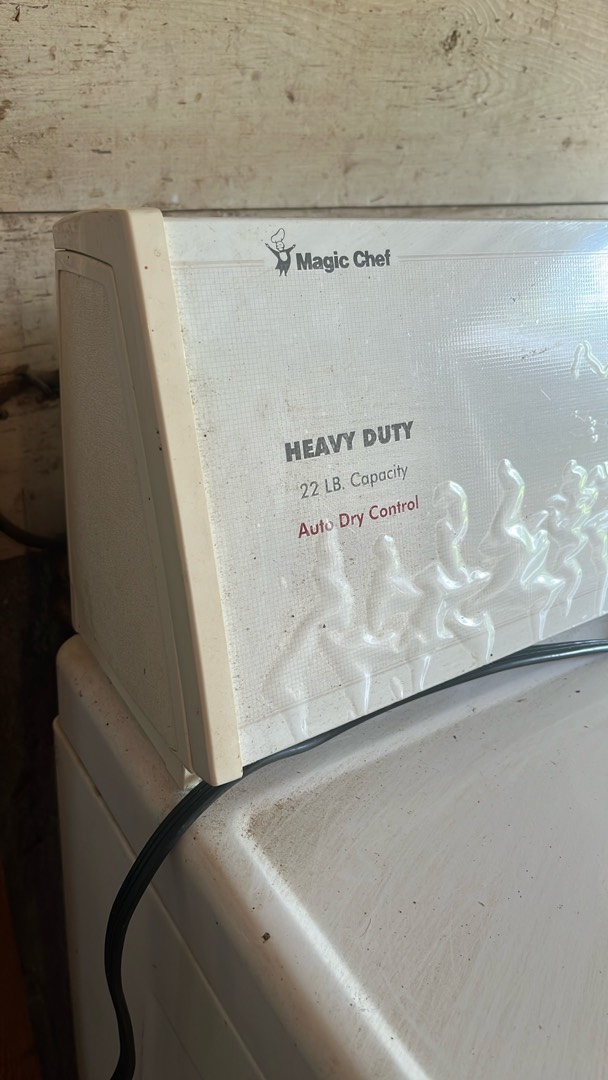 Magic Chef
HEAVY DUTY
22 LB. Capacity
Auto Dry Control